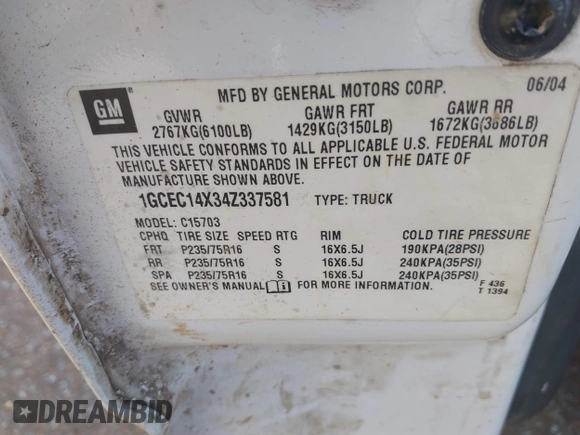 GM
MFD BY GENERAL MOTORS CORP. 06/04
GVWR GAWR FRT GAWR RR
2767KG(6100LB) 1429KG(3150LB) 1672KG(3686LB)
THIS VEHICLE CONFORMS TO ALL APPLICABLE U.S. FEDERAL MOTOR
VEHICLE SAFETY STANDARDS IN EFFECT ON THE DATE OF
MANUFACTURE SHOWN ABOVE.
1GCEC14X34Z337581 TYPE: TRUCK
MODEL: C15703
CPHQ TIRE SIZE SPEED RTG RIM COLD TIRE PRESSURE
FRT P235/75R16 S 16X6.5J 190KPA(28PSI)
RR P235/75R16 S 16X6.5J 240KPA(35PSI)
SPA P235/75R16 S 16X6.5J 240KPA(35PSI)
SEE OWNER'S MANUAL FOR MORE INFORMATION. F 436
T 1394
DREAMBID